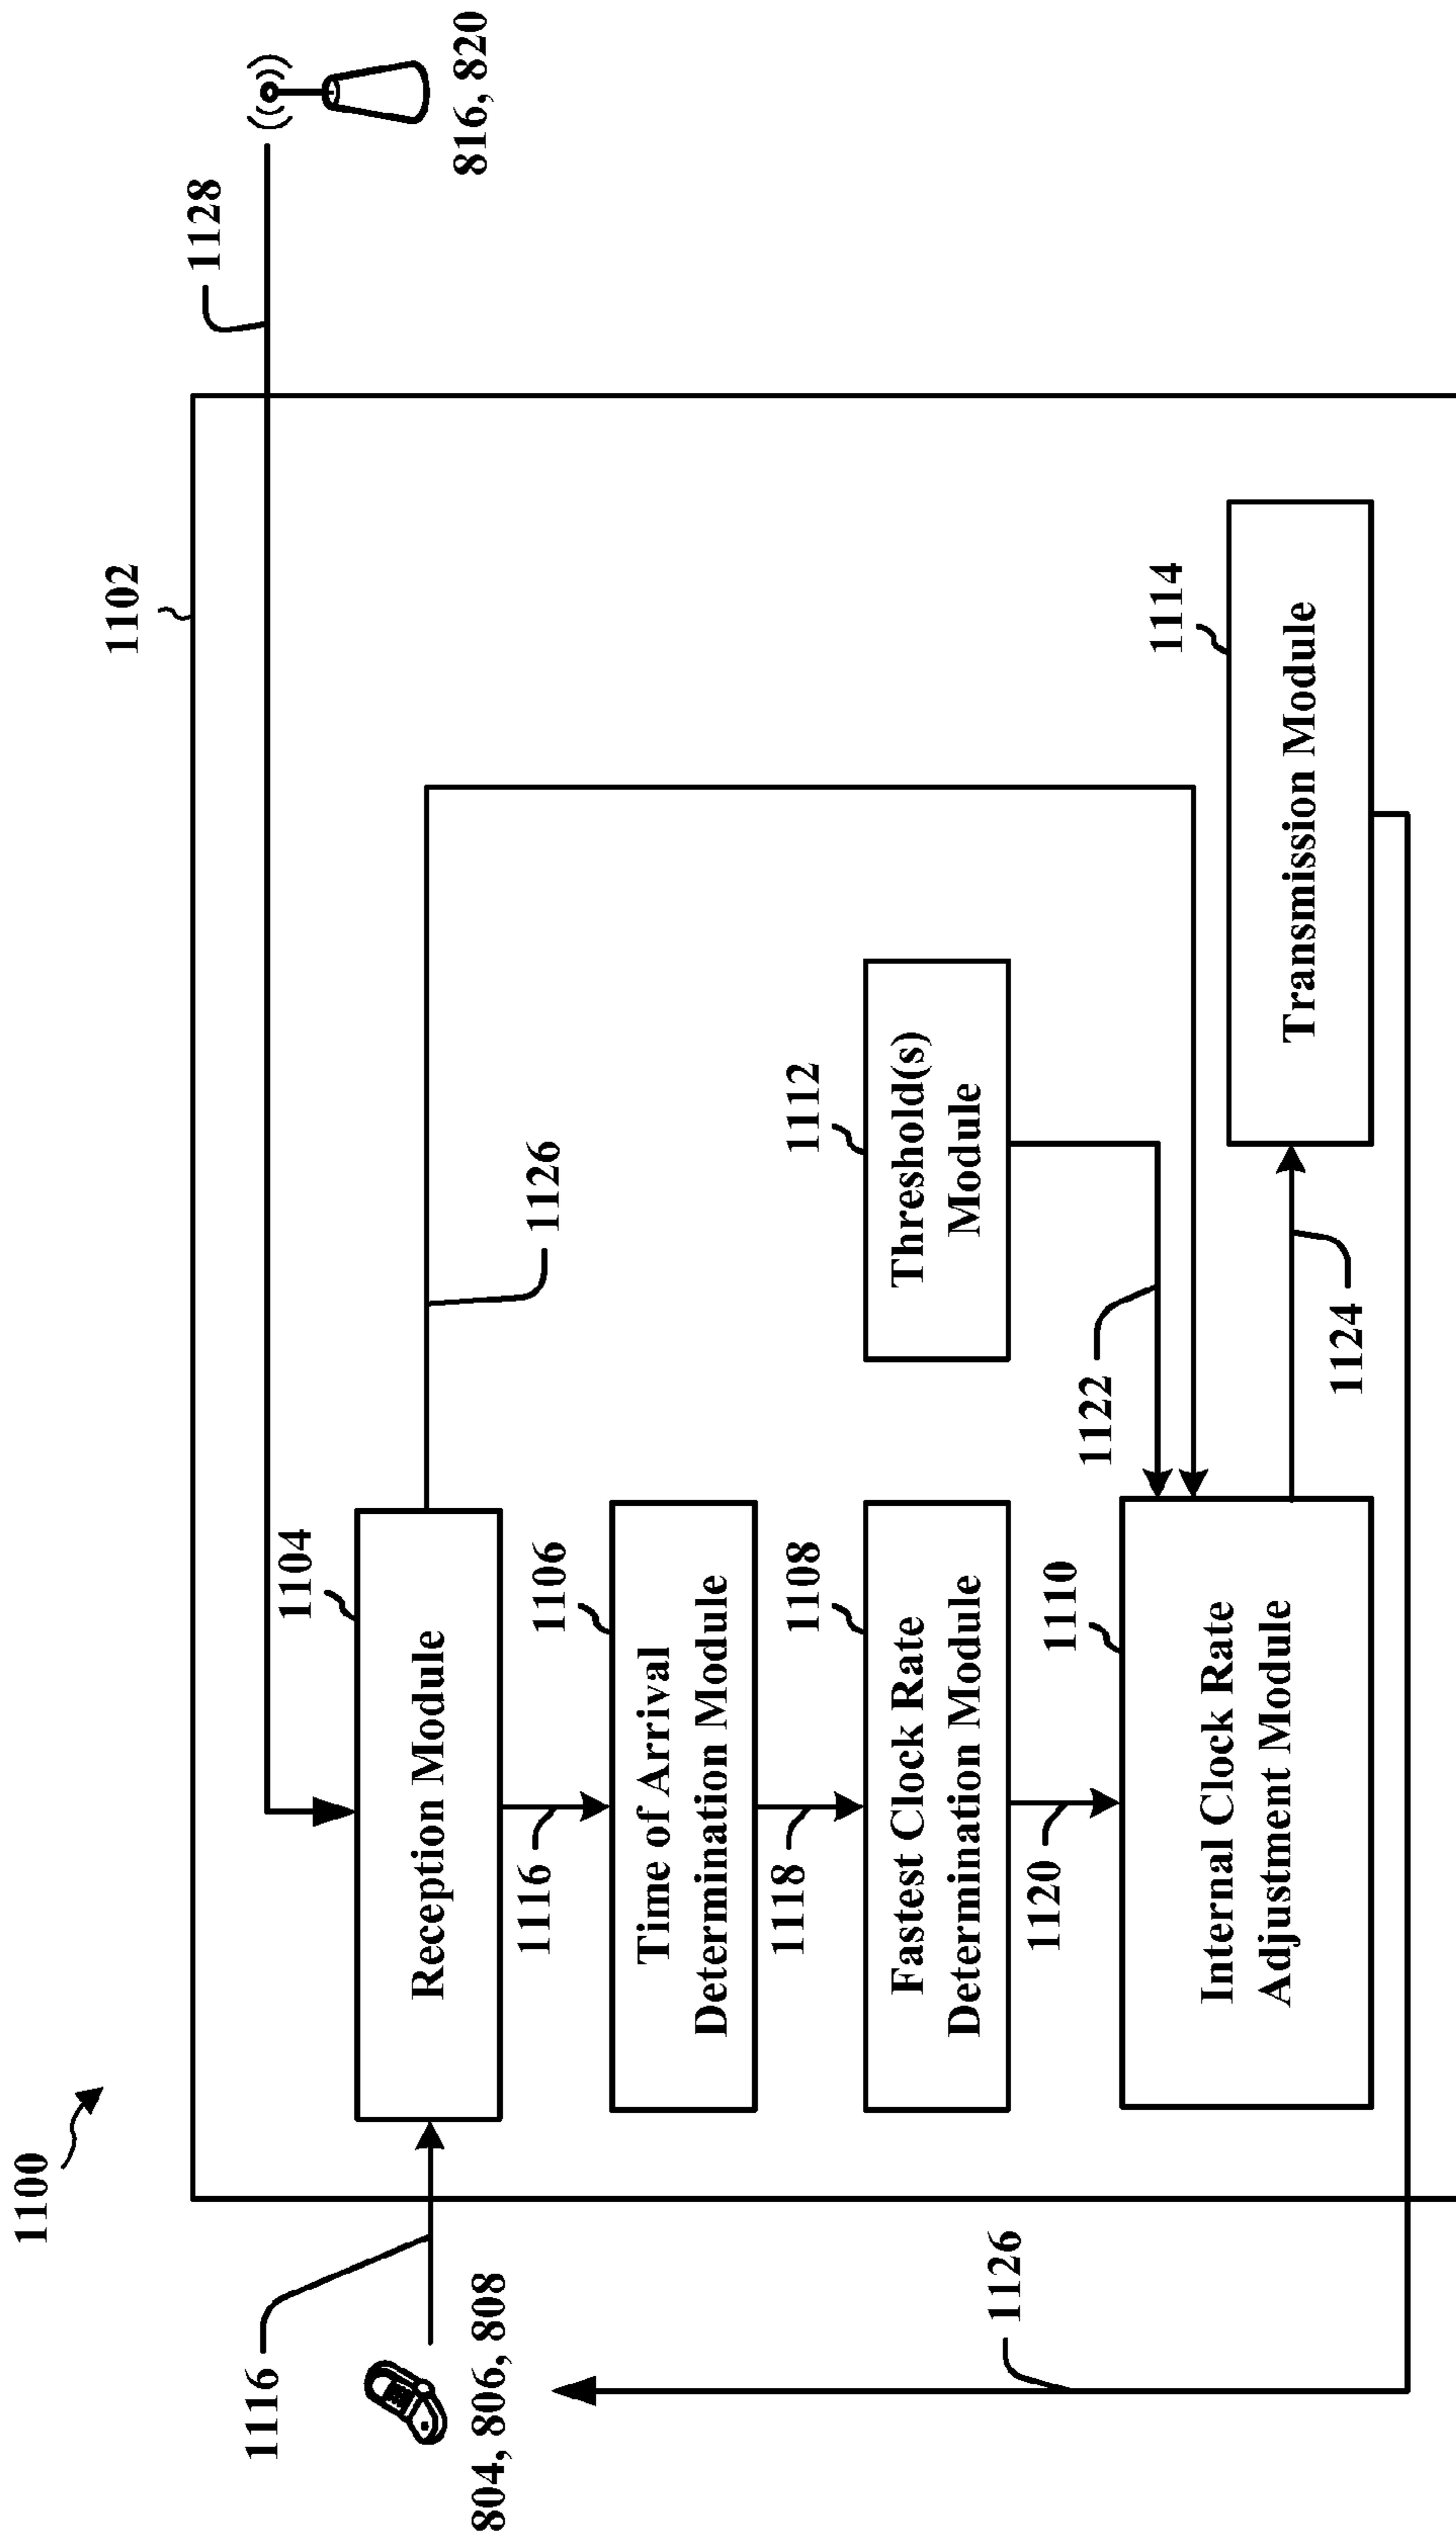 1100
1102
1128
816, 820
1116
804, 806, 808
1104
Reception Module
1126
1116
1106
Time of Arrival
Determination Module
1118
1108
Fastest Clock Rate
Determination Module
1112
Threshold(s)
Module
1120
1110
Internal Clock Rate
Adjustment Module
1122
1124
1114
Transmission Module
1126